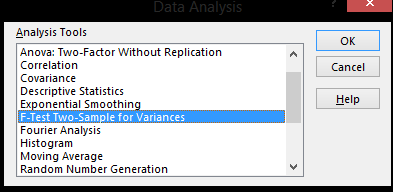 Data Analysis
?
Analysis Tools
Anova: Two-Factor Without Replication
Correlation
Covariance
Descriptive Statistics
Exponential Smoothing
F-Test Two-Sample for Variances
Fourier Analysis
Histogram
Moving Average
Random Number Generation
OK
Cancel
Help